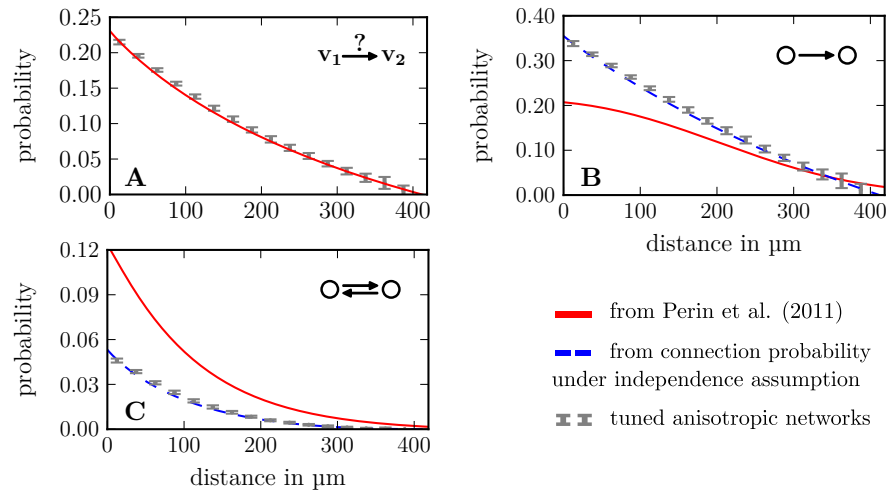 0.25
0.20
0.15
0.10
0.05
0.00
probability
?
v1 v2
A
0 100 200 300 400
0.40
0.30
0.20
0.10
0.00
probability
B
0 100 200 300 400
distance in µm
0.12
0.09
0.06
0.03
0.00
probability
C
0 100 200 300 400
distance in µm
from Perin et al. (2011)
from connection probability
under independence assumption
tuned anisotropic networks